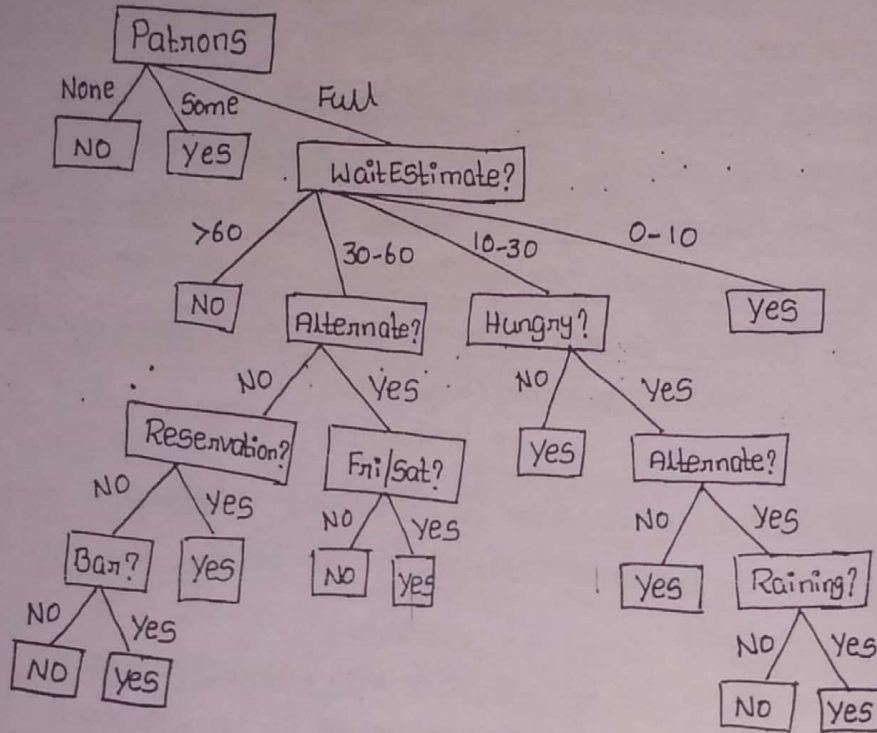 Patrons
None Some Full
NO Yes WaitEstimate?
>60 30-60 10-30 0-10
NO Alternate? Hungry? Yes
NO Yes NO Yes
Reservation? Fri/Sat? Yes Alternate?
NO Yes NO Yes NO Yes
Bar? Yes NO Yes Yes Raining?
NO Yes NO Yes
NO Yes NO Yes